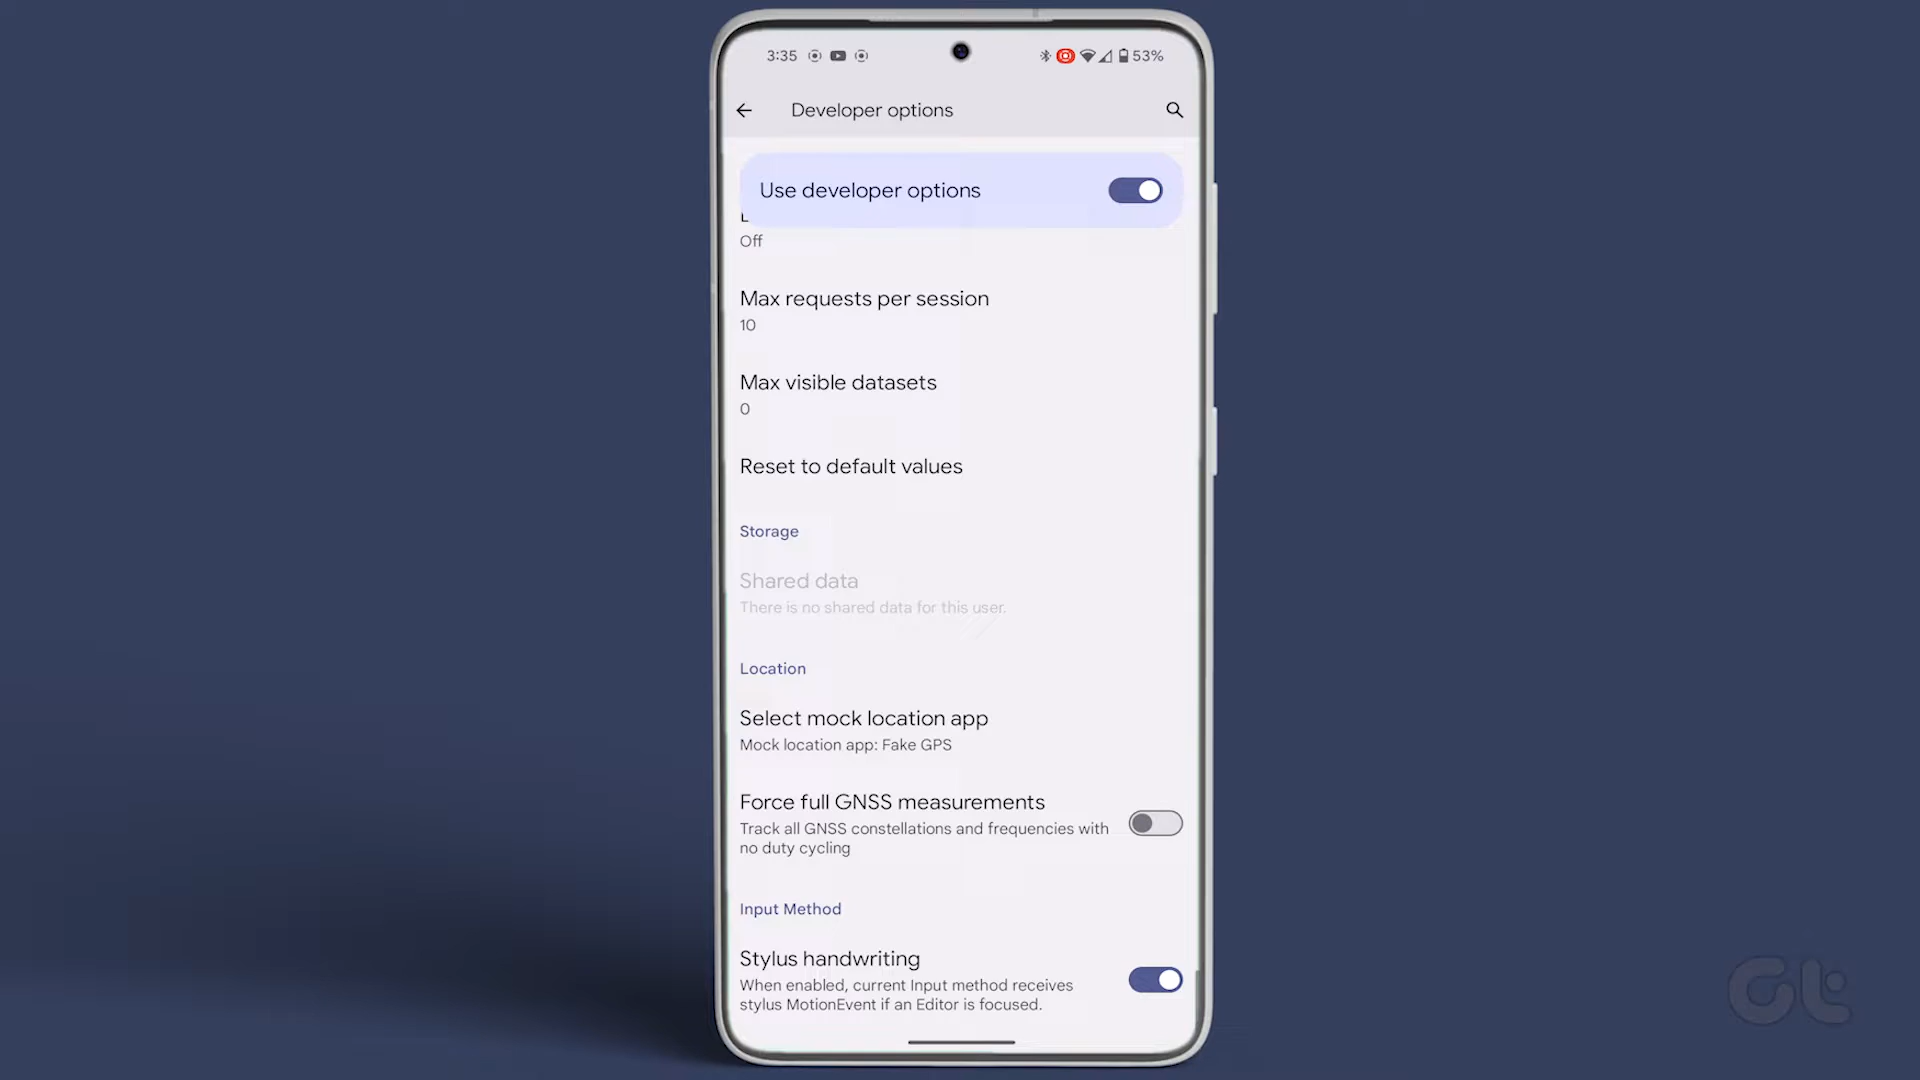 3:35
53%
Developer options
Use developer options
Off
Max requests per session
10
Max visible datasets
0
Reset to default values
Storage
Shared data
There is no shared data for this user.
Location
Select mock location app
Mock location app: Fake GPS
Force full GNSS measurements
Track all GNSS constellations and frequencies with
no duty cycling
Input Method
Stylus handwriting
When enabled, current Input method receives
stylus MotionEvent if an Editor is focused.
Gt